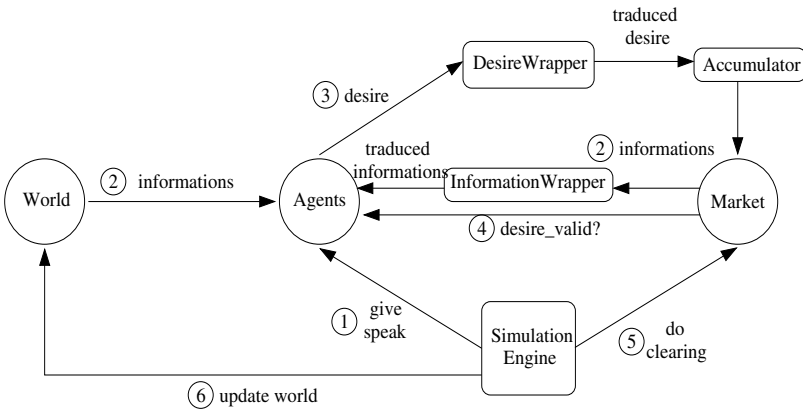 traduced
desire
DesireWrapper
Accumulator
3 desire
traduced
informations
2 informations
2 informations
World
Agents
InformationWrapper
Market
4 desire_valid?
1 give
speak
Simulation
Engine
5 do
clearing
6 update world